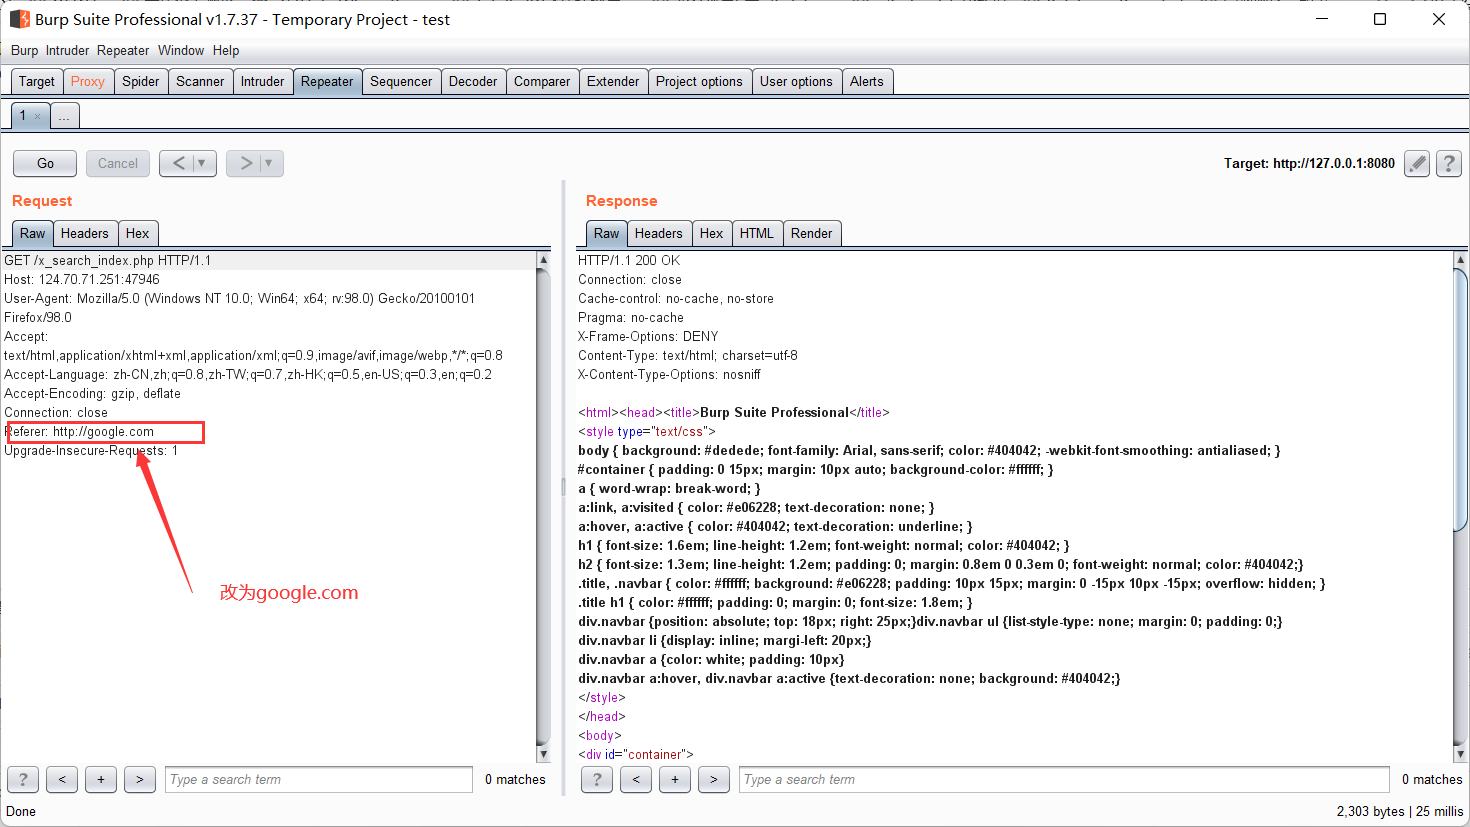 Burp Suite Professional v1.7.37 - Temporary Project - test
Burp Intruder Repeater Window Help
Target Proxy Spider Scanner Intruder Repeater Sequencer Decoder Comparer Extender Project options User options Alerts
1 × ...
Go Cancel < ▼ > ▼ Target: http://127.0.0.1:8080 ?
Request
Raw Headers Hex
GET /x_search_index.php HTTP/1.1
Host: 124.70.71.251:47946
User-Agent: Mozilla/5.0 (Windows NT 10.0; Win64; x64; rv:98.0) Gecko/20100101
Firefox/98.0
Accept:
text/html,application/xhtml+xml,application/xml;q=0.9,image/avif,image/webp,*/*;q=0.8
Accept-Language: zh-CN,zh;q=0.8,zh-TW;q=0.7,zh-HK;q=0.5,en-US;q=0.3,en;q=0.2
Accept-Encoding: gzip, deflate
Connection: close
Referer: http://google.com
Upgrade-Insecure-Requests: 1
改为google.com
? < + > Type a search term 0 matches
Response
Raw Headers Hex HTML Render
HTTP/1.1 200 OK
Connection: close
Cache-control: no-cache, no-store
Pragma: no-cache
X-Frame-Options: DENY
Content-Type: text/html; charset=utf-8
X-Content-Type-Options: nosniff
<html><head><title>Burp Suite Professional</title>
<style type="text/css">
body { background: #dedede; font-family: Arial, sans-serif; color: #404042; -webkit-font-smoothing: antialiased; }
#container { padding: 0 15px; margin: 10px auto; background-color: #ffffff; }
a { word-wrap: break-word; }
a:link, a:visited { color: #e06228; text-decoration: none; }
a:hover, a:active { color: #404042; text-decoration: underline; }
h1 { font-size: 1.6em; line-height: 1.2em; font-weight: normal; color: #404042; }
h2 { font-size: 1.3em; line-height: 1.2em; padding: 0; margin: 0.8em 0 0.3em 0; font-weight: normal; color: #404042;}
.title, .navbar { color: #ffffff; background: #e06228; padding: 10px 15px; margin: 0 -15px 10px -15px; overflow: hidden; }
.title h1 { color: #ffffff; padding: 0; margin: 0; font-size: 1.8em; }
div.navbar {position: absolute; top: 18px; right: 25px;}div.navbar ul {list-style-type: none; margin: 0; padding: 0;}
div.navbar li {display: inline; margi-left: 20px;}
div.navbar a {color: white; padding: 10px}
div.navbar a:hover, div.navbar a:active {text-decoration: none; background: #404042;}
</style>
</head>
<body>
<div id="container">
? < + > Type a search term 0 matches
Done 2,303 bytes | 25 millis